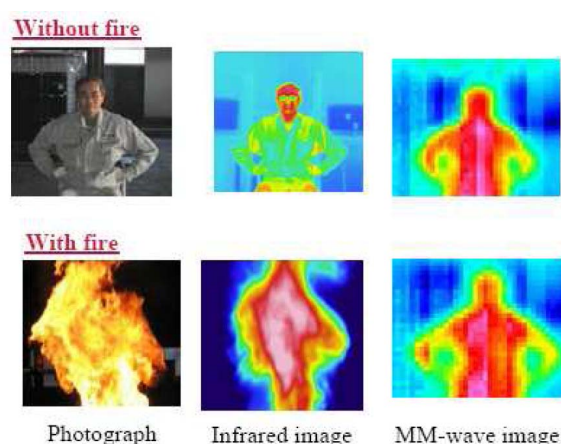 Without fire
With fire
Photograph
Infrared image
MM-wave image